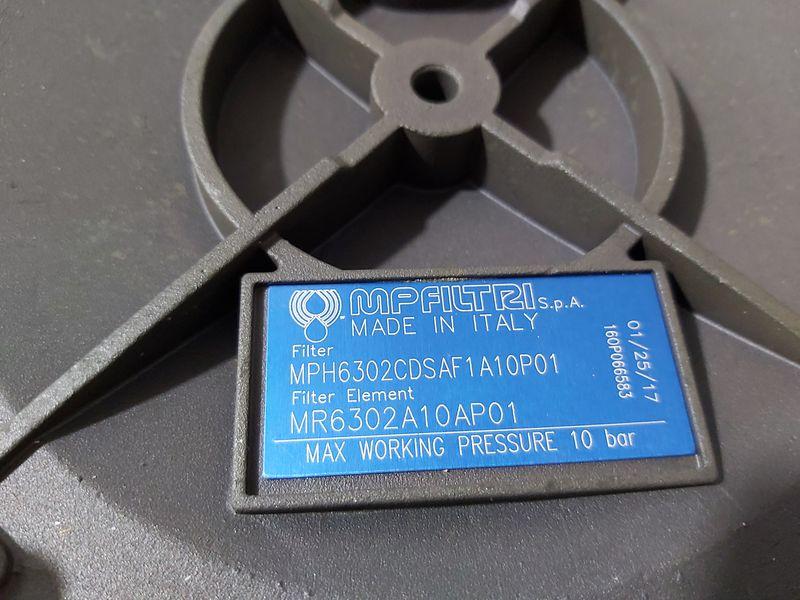 MPFILTRI S.p.A.
MADE IN ITALY
Filter
MPH6302CDSAF1A10P01
Filter Element
MR6302A10AP01
MAX WORKING PRESSURE 10 bar
01/25/17
160P066583